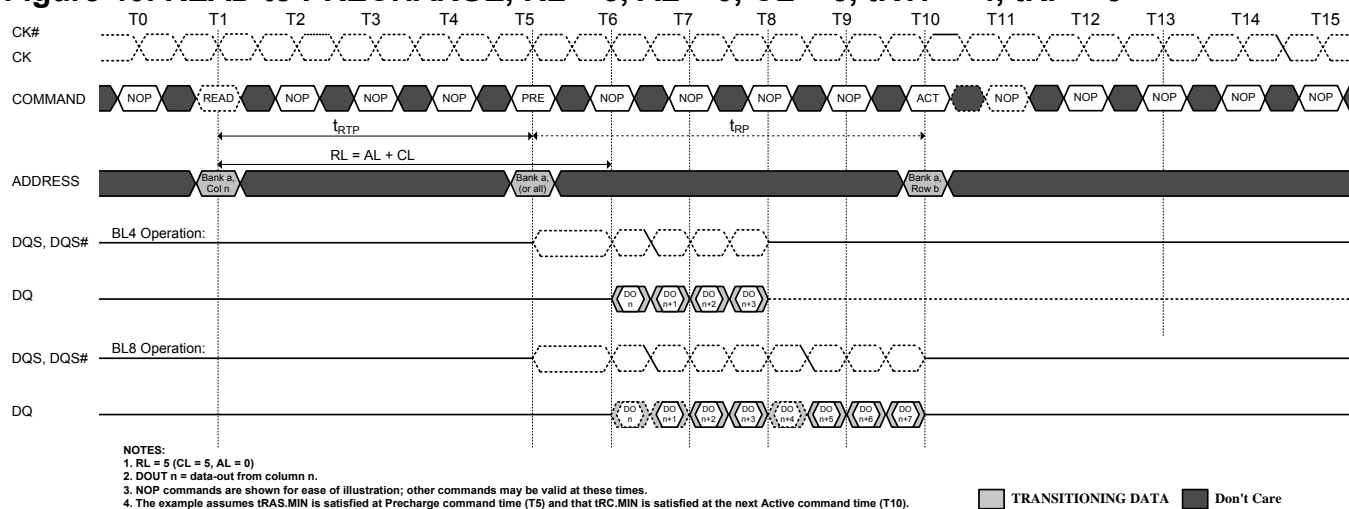 T0 T1 T2 T3 T4 T5 T6 T7 T8 T9 T10 T11 T12 T13 T14 T15
CK#
CK
COMMAND NOP READ NOP NOP NOP PRE NOP NOP NOP NOP ACT NOP NOP NOP NOP NOP
tRTP tRP
RL = AL + CL
ADDRESS Bank a, Col n Bank a, (or all) Bank a, Row b
BL4 Operation:
DQS, DQS#
DQ DO n DO n+1 DO n+2 DO n+3
BL8 Operation:
DQS, DQS#
DQ DO n DO n+1 DO n+2 DO n+3 DO n+4 DO n+5 DO n+6 DO n+7
NOTES:
1. RL = 5 (CL = 5, AL = 0)
2. DOUT n = data-out from column n.
3. NOP commands are shown for ease of illustration; other commands may be valid at these times.
4. The example assumes tRAS.MIN is satisfied at Precharge command time (T5) and that tRC.MIN is satisfied at the next Active command time (T10).
TRANSITIONING DATA Don't Care